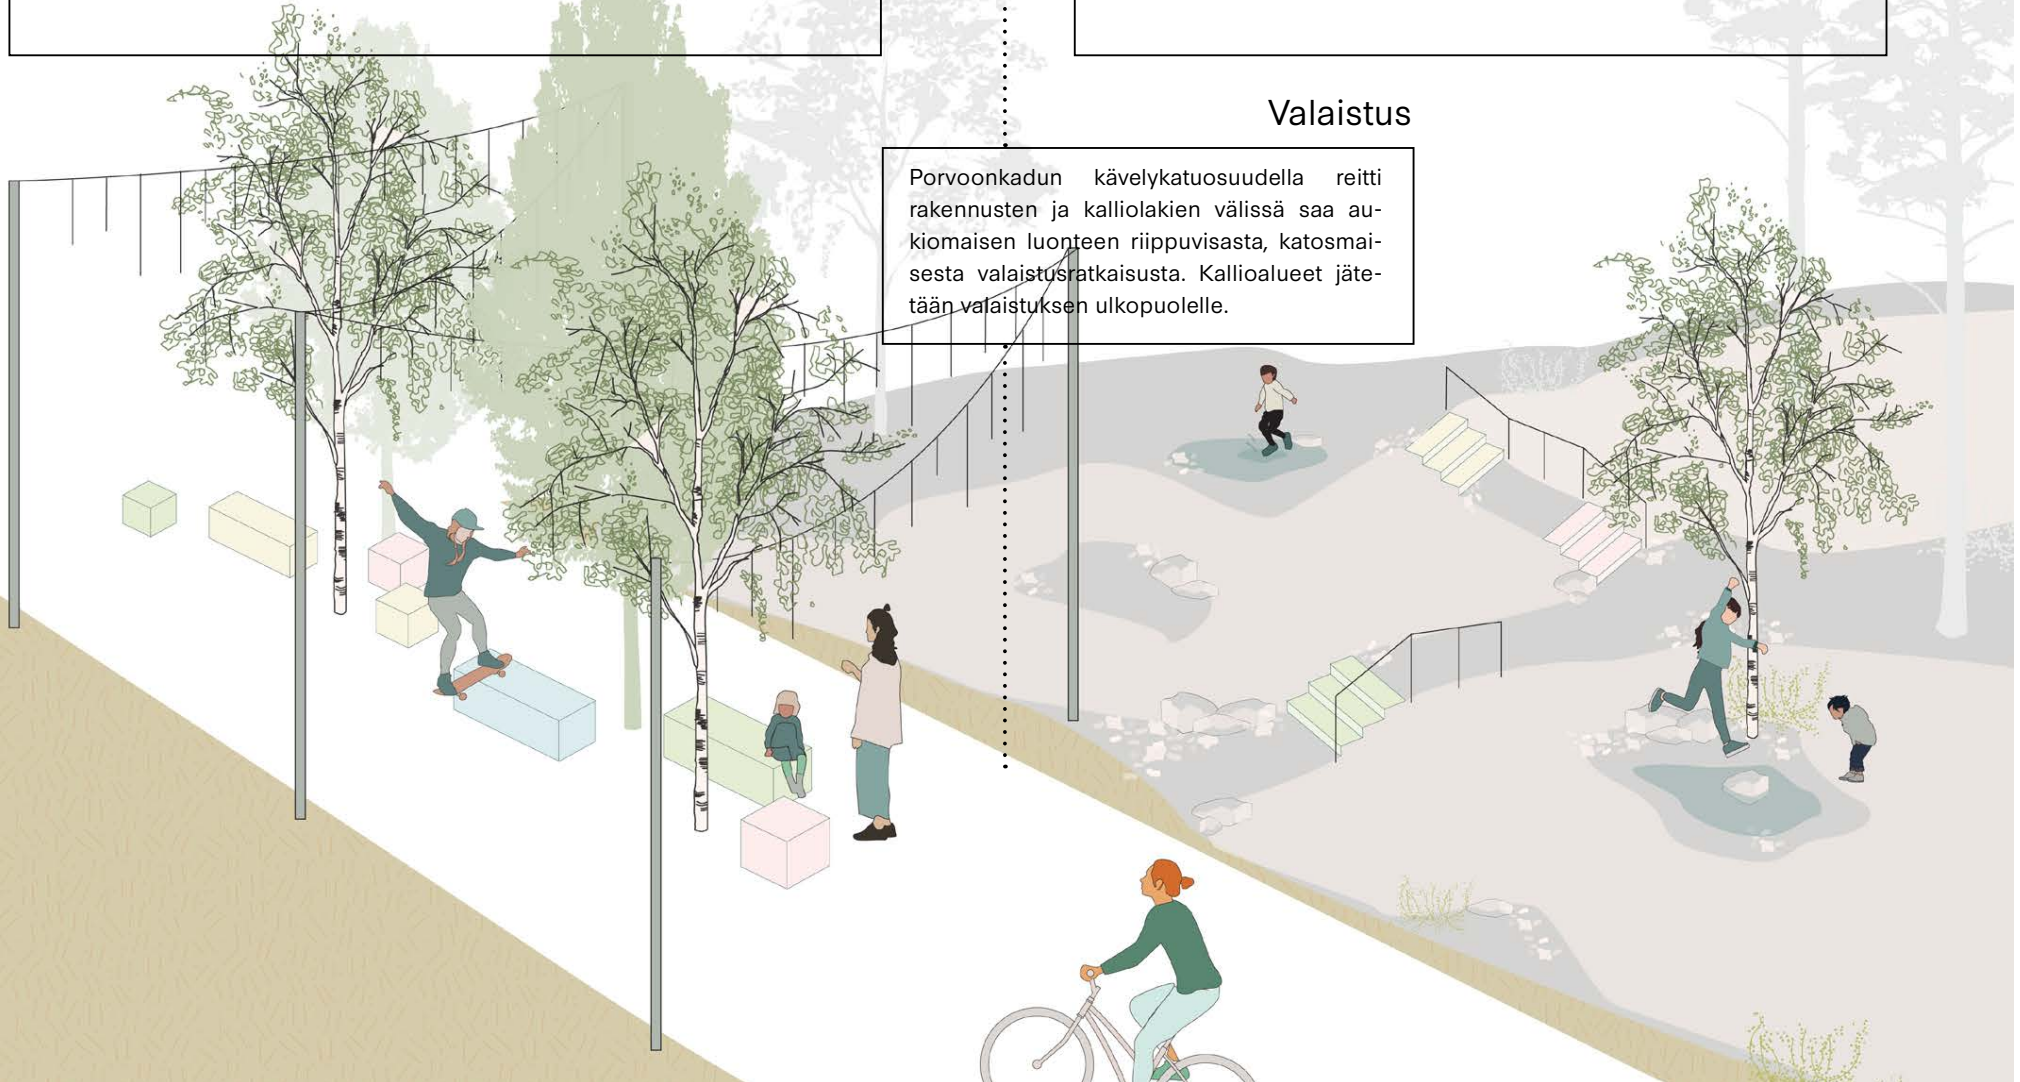 Valaistus
Porvoonkadun kävelykatuosuudella reitti
rakennusten ja kalliolakien välissä saa au-
kiomaisen luonteen riippuvisasta, katosmai-
sesta valaistusratkaisusta. Kallioalueet jäte-
tään valaistuksen ulkopuolelle.